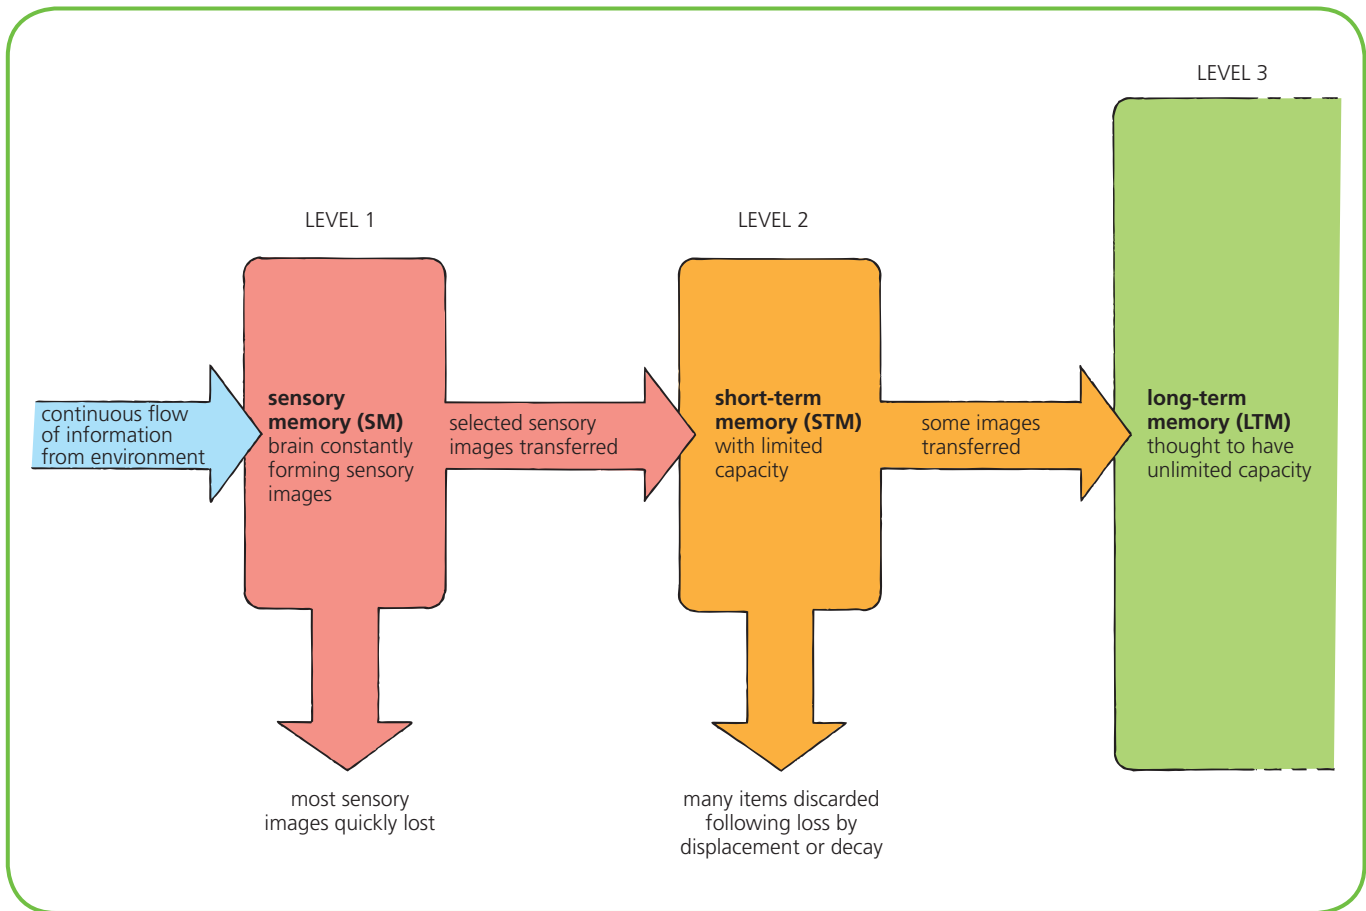 LEVEL 1
LEVEL 2
LEVEL 3
continuous flow
of information
from environment
sensory
memory (SM)
brain constantly
forming sensory
images
selected sensory
images transferred
short-term
memory (STM)
with limited
capacity
some images
transferred
long-term
memory (LTM)
thought to have
unlimited capacity
most sensory
images quickly lost
many items discarded
following loss by
displacement or decay